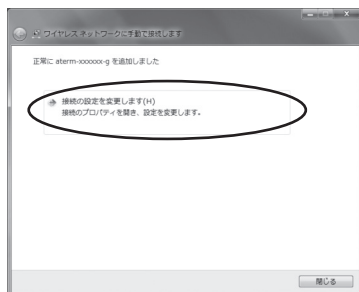 ワイヤレス ネットワークに手動で接続します
正常に aterm-xxxxxx-g を追加しました
接続の設定を変更します(H)
接続のプロパティを開き、設定を変更します。
閉じる